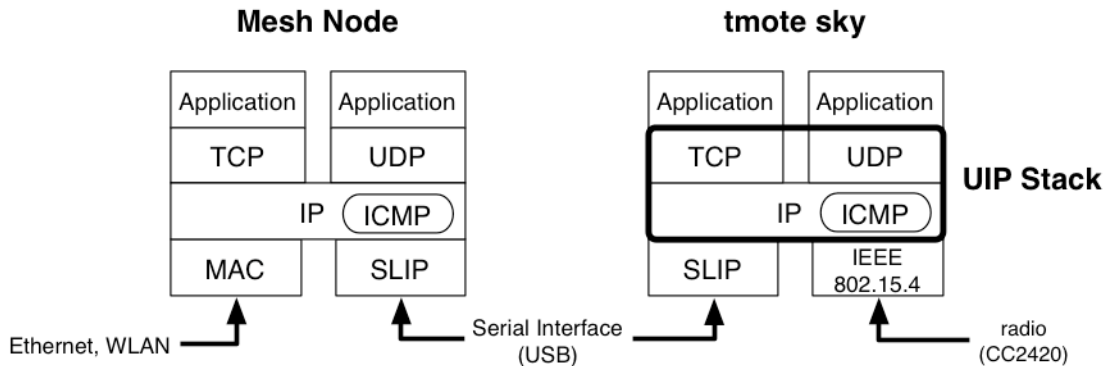 Mesh Node
tmote sky
Application
Application
Application
Application
TCP
UDP
TCP
UDP
UIP Stack
IP
ICMP
IP
ICMP
MAC
SLIP
SLIP
IEEE
802.15.4
Ethernet, WLAN
Serial Interface
(USB)
radio
(CC2420)